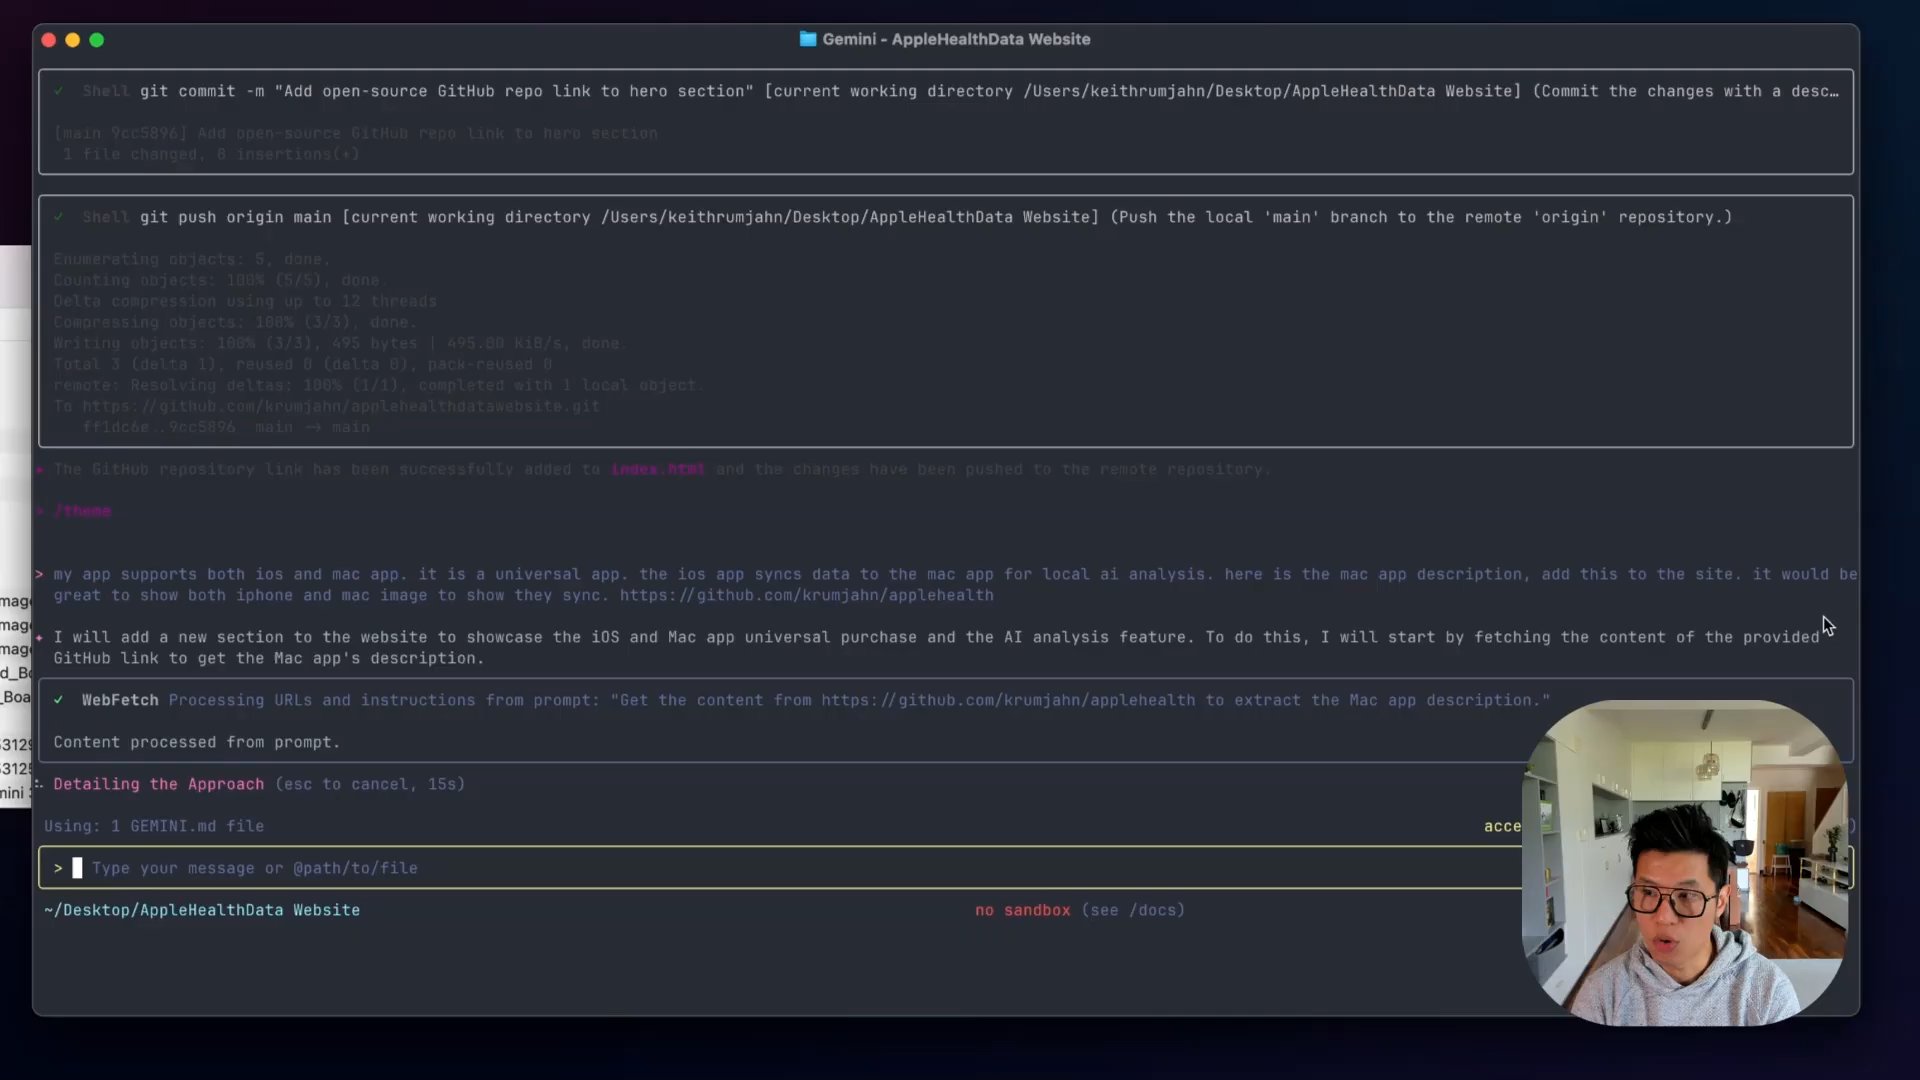 Gemini - AppleHealthData Website
✓ Shell git commit -m "Add open-source GitHub repo link to hero section" [current working directory /Users/keithrumjahn/Desktop/AppleHealthData Website] (Commit the changes with a desc…
[main 9cc5896] Add open-source GitHub repo link to hero section
1 file changed, 8 insertions(+)
✓ Shell git push origin main [current working directory /Users/keithrumjahn/Desktop/AppleHealthData Website] (Push the local 'main' branch to the remote 'origin' repository.)
Enumerating objects: 5, done.
Counting objects: 100% (5/5), done.
Delta compression using up to 12 threads
Compressing objects: 100% (3/3), done.
Writing objects: 100% (3/3), 495 bytes | 495.00 KiB/s, done.
Total 3 (delta 1), reused 0 (delta 0), pack-reused 0
remote: Resolving deltas: 100% (1/1), completed with 1 local object.
To https://github.com/krumjahn/applehealthdatawebsite.git
ff1dc6e..9cc5896 main -> main
The GitHub repository link has been successfully added to index.html and the changes have been pushed to the remote repository.
/theme
> my app supports both ios and mac app. it is a universal app. the ios app syncs data to the mac app for local ai analysis. here is the mac app description, add this to the site. it would be
great to show both iphone and mac image to show they sync. https://github.com/krumjahn/applehealth
✦ I will add a new section to the website to showcase the iOS and Mac app universal purchase and the AI analysis feature. To do this, I will start by fetching the content of the provided
GitHub link to get the Mac app's description.
✓ WebFetch Processing URLs and instructions from prompt: "Get the content from https://github.com/krumjahn/applehealth to extract the Mac app description."
Content processed from prompt.
Detailing the Approach (esc to cancel, 15s)
Using: 1 GEMINI.md file
acce
> Type your message or @path/to/file
~/Desktop/AppleHealthData Website
no sandbox (see /docs)